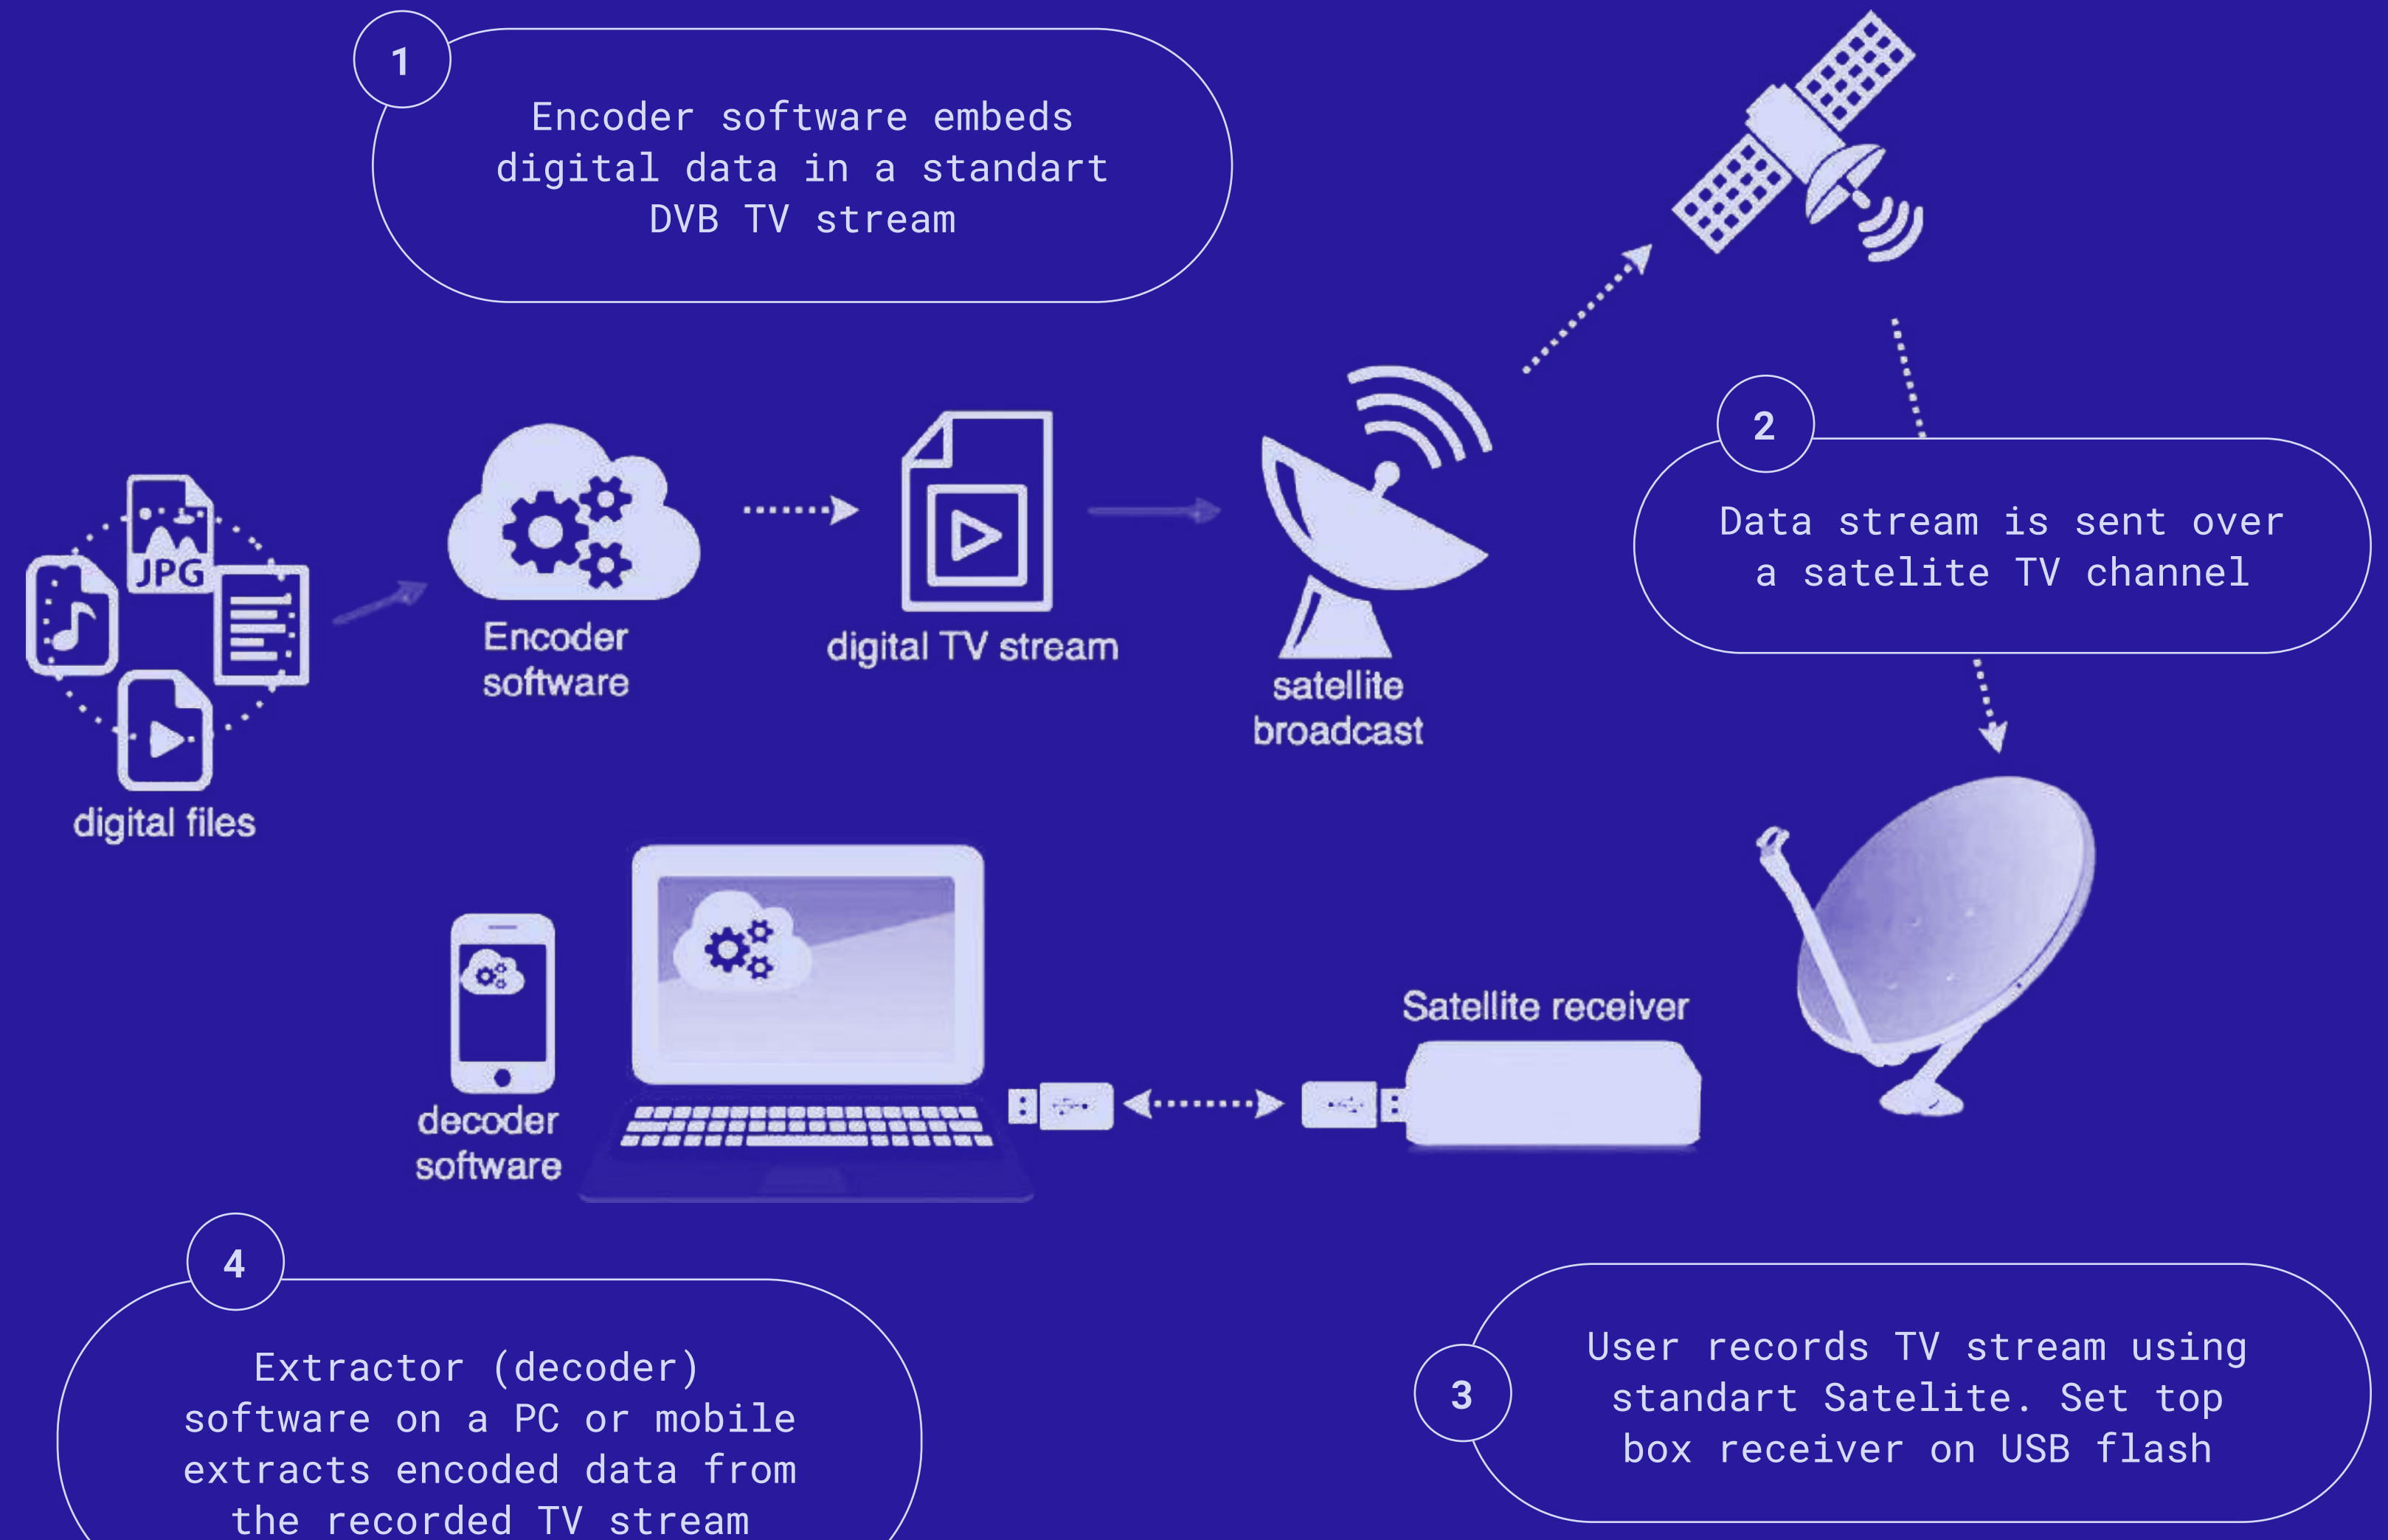 1
Encoder software embeds
digital data in a standart
DVB TV stream
2
Data stream is sent over
a satelite TV channel
JPG
digital files
Encoder
software
digital TV stream
satellite
broadcast
decoder
software
Satellite receiver
3
User records TV stream using
standart Satelite. Set top
box receiver on USB flash
4
Extractor (decoder)
software on a PC or mobile
extracts encoded data from
the recorded TV stream